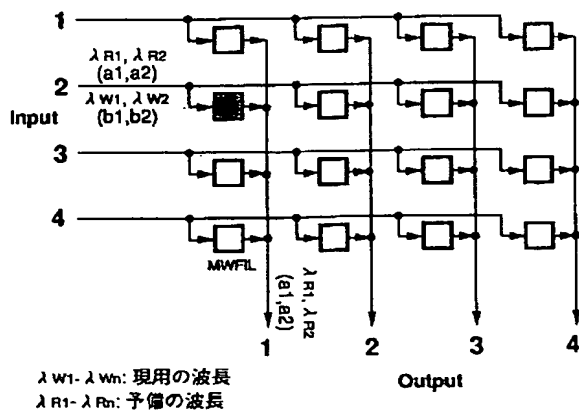 1
λR1, λR2
(a1,a2)
2
λW1, λW2
Input
(b1,b2)
3
4
MWFIL
λR1, λR2
(a1,a2)
1 2 3 4
Output
λW1-λWn: 現用の波長
λR1-λRn: 予備の波長